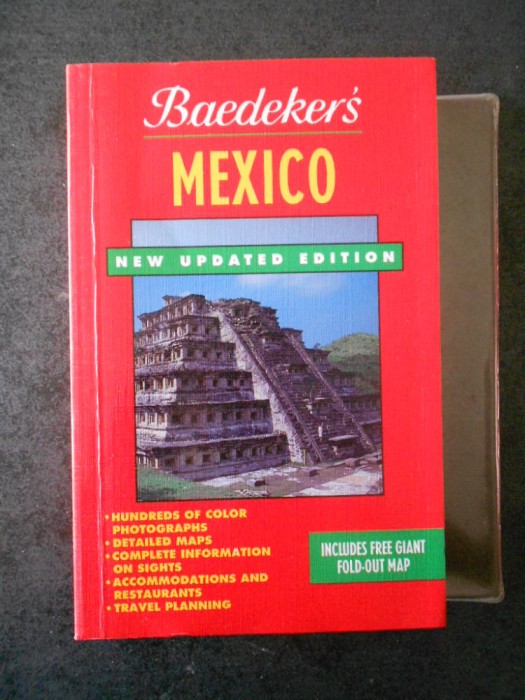 Baedeker's
MEXICO
NEW UPDATED EDITION
• HUNDREDS OF COLOR
PHOTOGRAPHS
• DETAILED MAPS
• COMPLETE INFORMATION
ON SIGHTS
• ACCOMMODATIONS AND
RESTAURANTS
• TRAVEL PLANNING
INCLUDES FREE GIANT
FOLD-OUT MAP